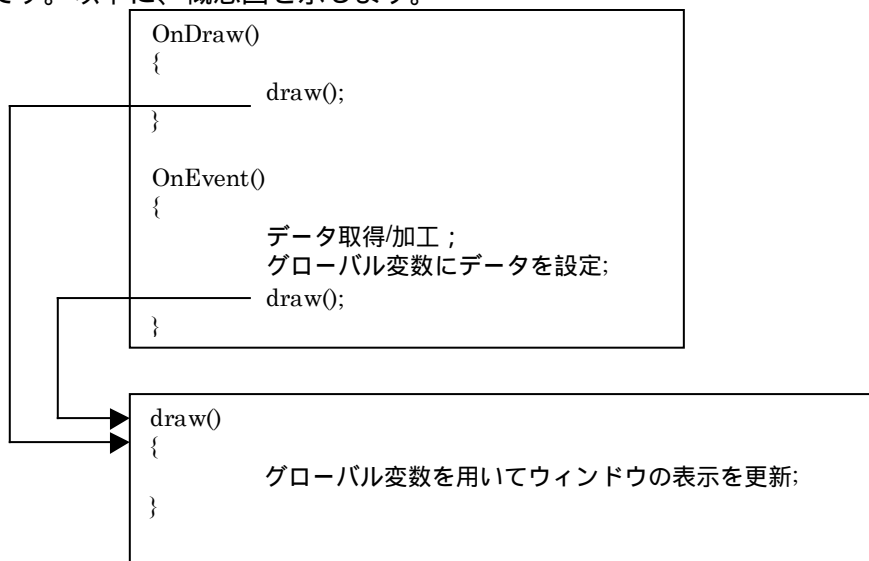 です。以下に、概念図を示します。
OnDraw()
{
draw();
}
OnEvent()
{
データ取得/加工；
グローバル変数にデータを設定;
draw();
}
draw()
{
グローバル変数を用いてウィンドウの表示を更新;
}